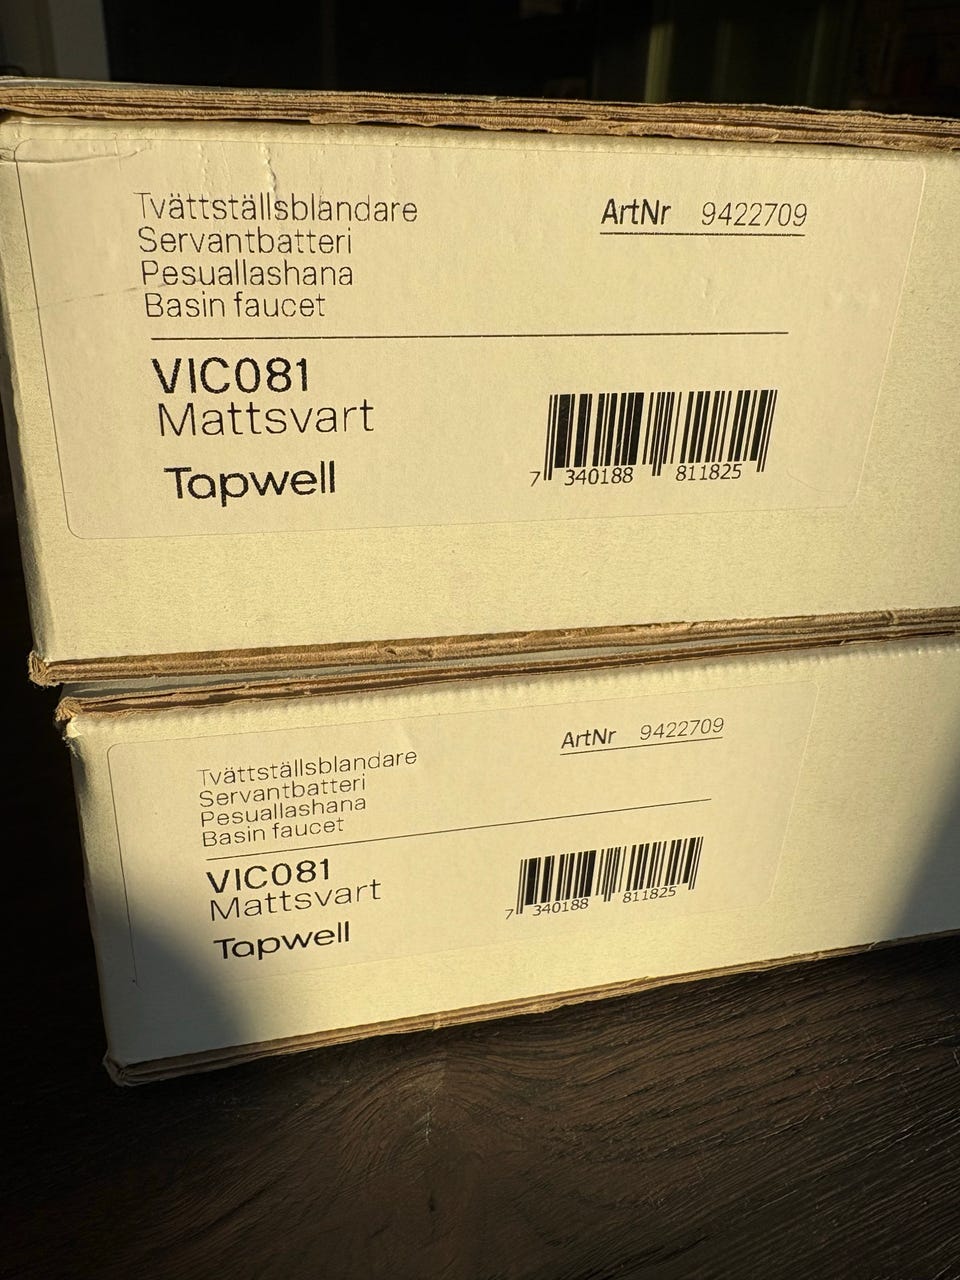 Tvättställsblandare
Servantbatteri
Pesuallashana
Basin faucet
ArtNr 9422709
VIC081
Mattsvart
Tapwell
7 340188 811825
Tvättställsblandare
Servantbatteri
Pesuallashana
Basin faucet
ArtNr 9422709
VIC081
Mattsvart
Tapwell
7 340188 811825